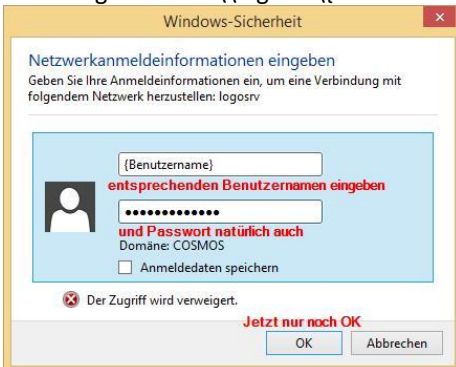 Windows-Sicherheit
Netzwerkanmeldeinformationen eingeben
Geben Sie Ihre Anmeldeinformationen ein, um eine Verbindung mit
folgendem Netzwerk herzustellen: logosrv
{Benutzername}
entsprechenden Benutzernamen eingeben
•••••••••••••
und Passwort natürlich auch
Domäne: COSMOS
Anmeldedaten speichern
Der Zugriff wird verweigert.
Jetzt nur noch OK
OK Abbrechen